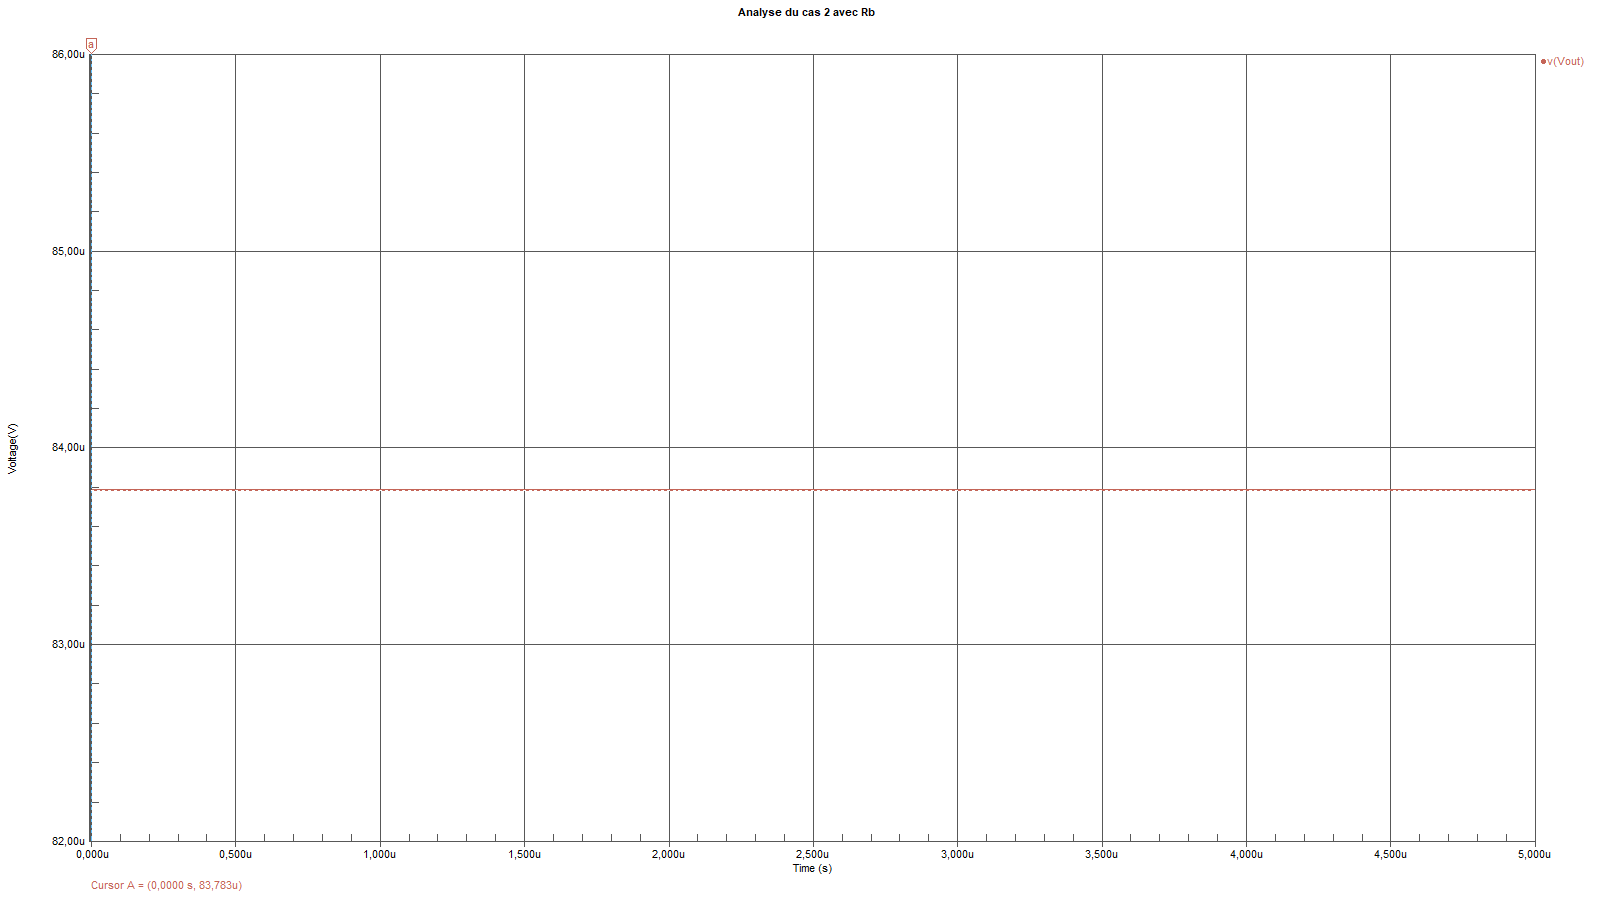 Analyse du cas 2 avec Rb
a
86,00u
v(Vout)
85,00u
84,00u
Voltage(V)
83,00u
82,00u
0,000u 0,500u 1,000u 1,500u 2,000u 2,500u 3,000u 3,500u 4,000u 4,500u 5,000u
Time (s)
Cursor A = (0,0000 s, 83,783u)